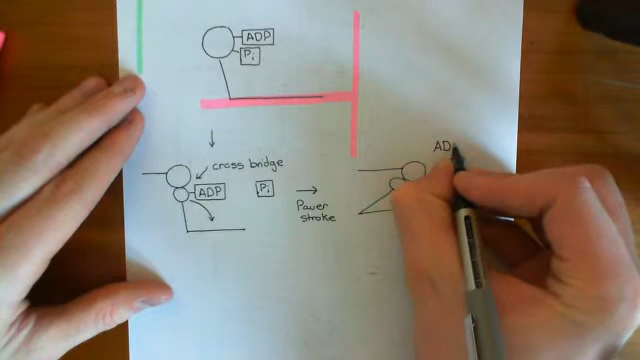 ADP
Pi
cross bridge
ADP
Pi
Power
stroke
AD